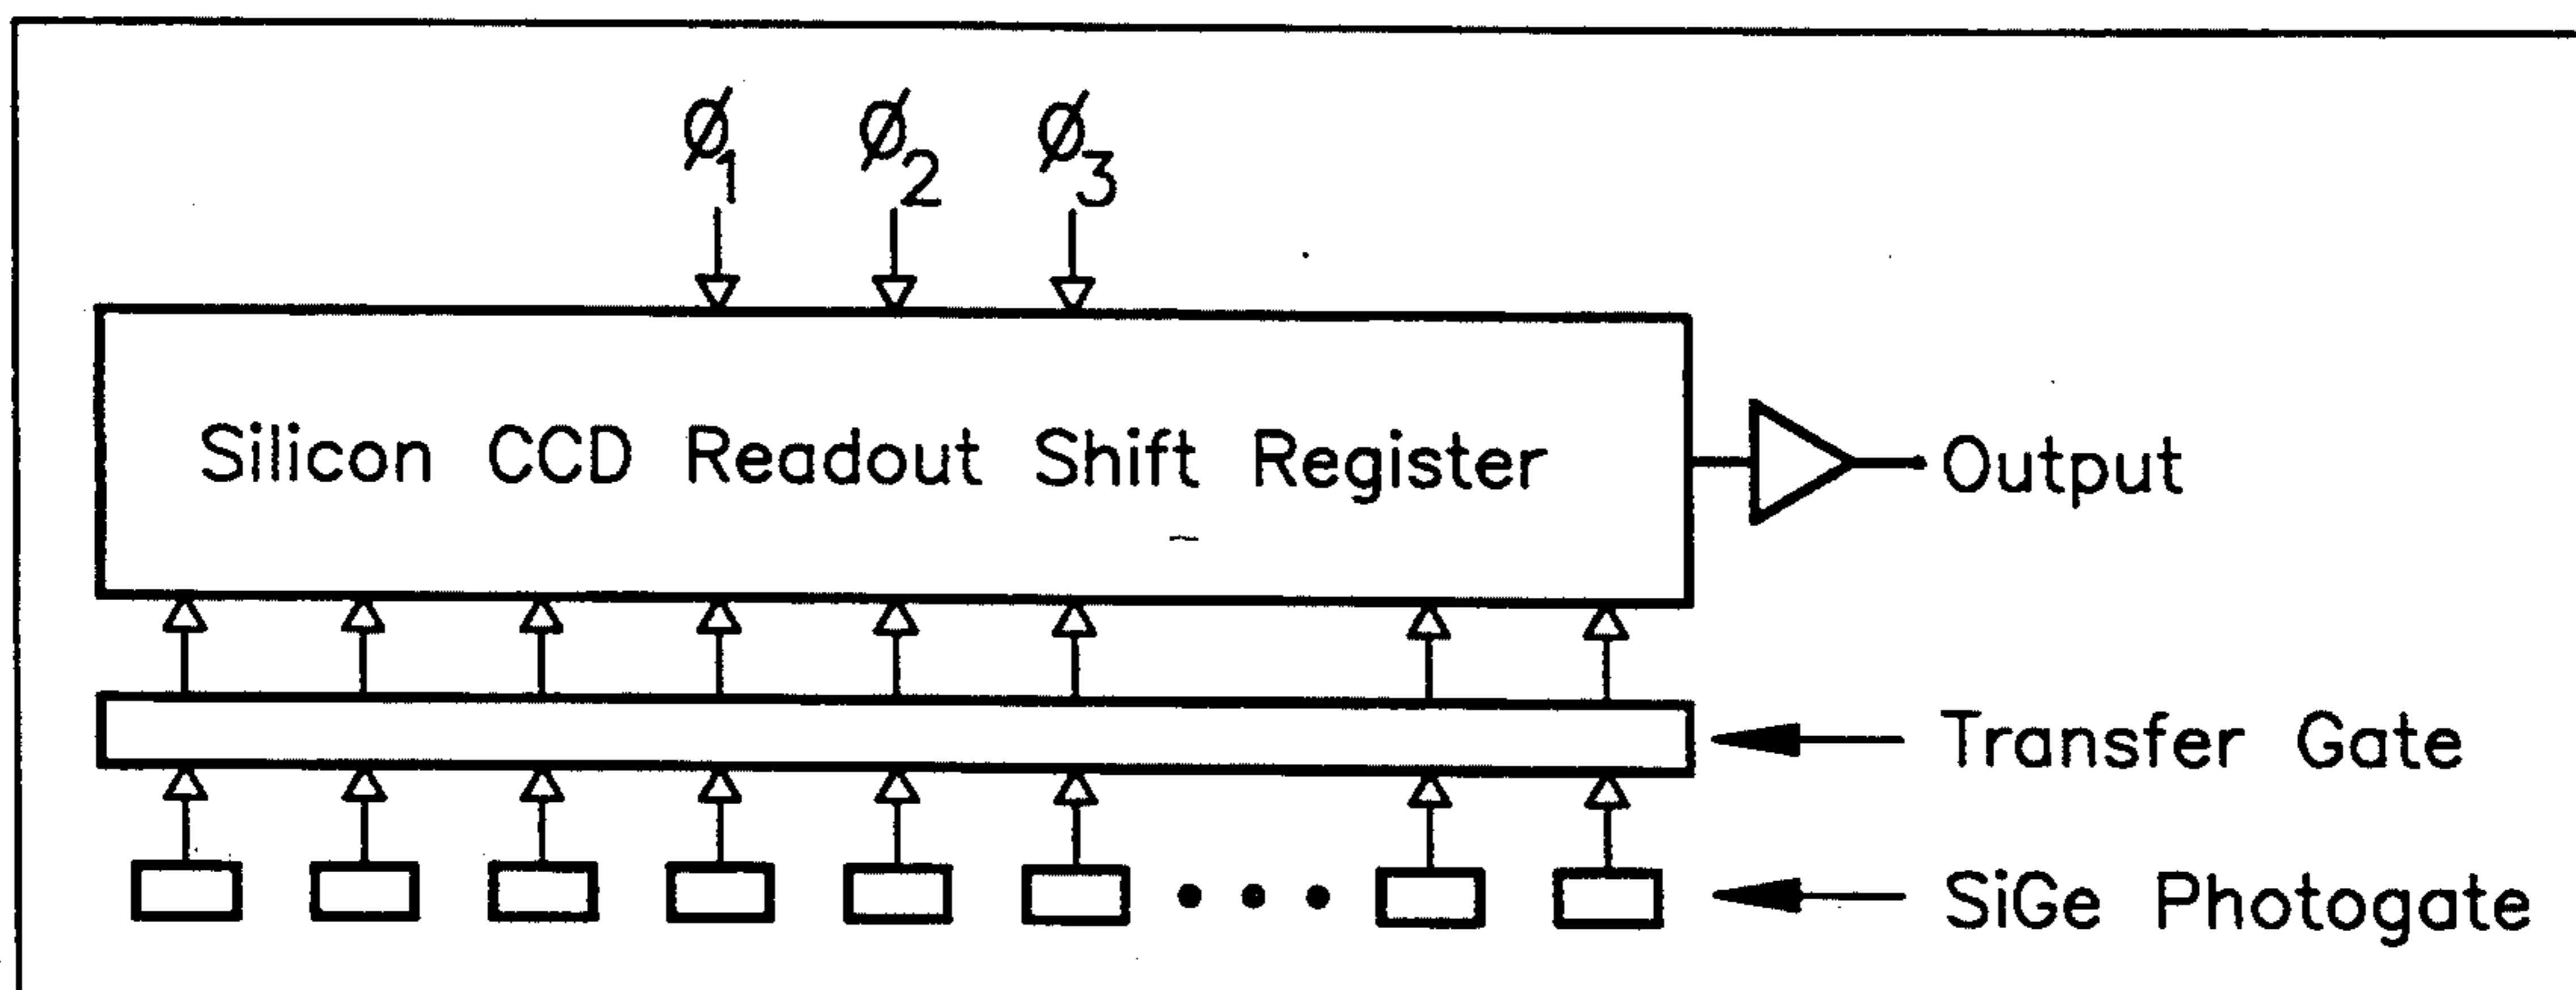 ø1 ø2 ø3
Silicon CCD Readout Shift Register
Output
Transfer Gate
SiGe Photogate